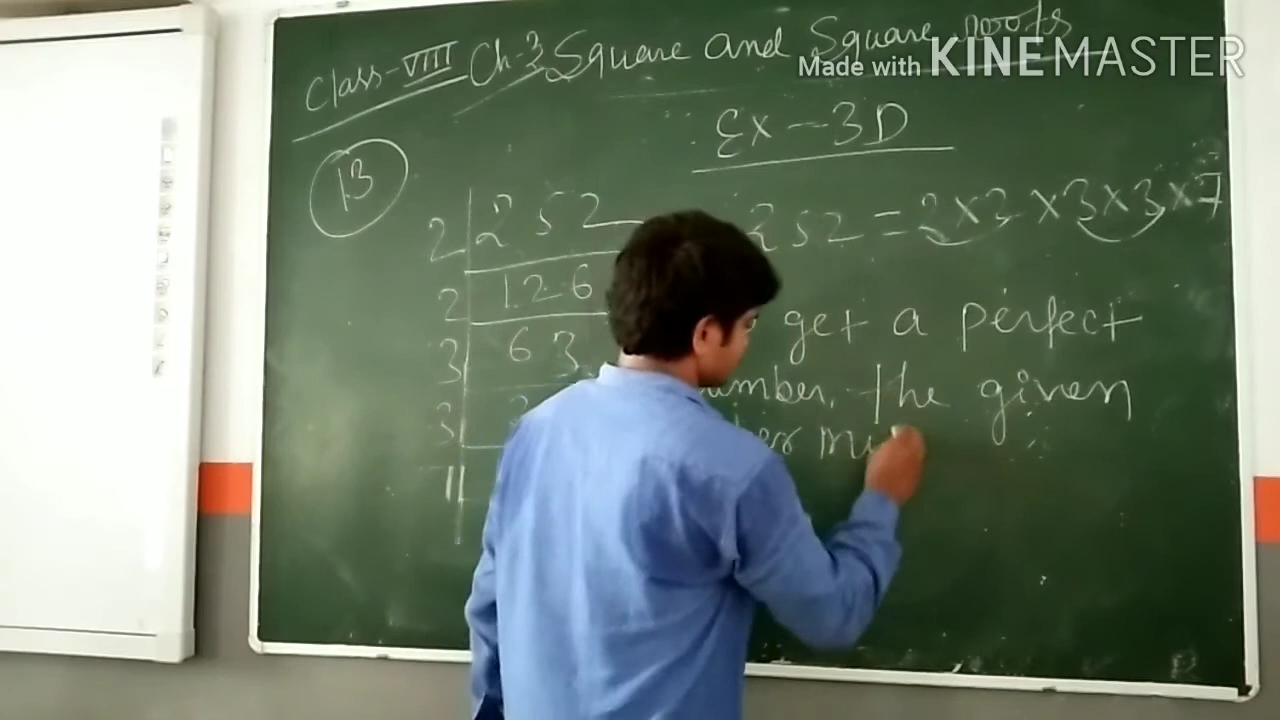 Class-VIII Ch-3 Square and Square roots
Made with KINEMASTER
Ex-3D
13
2 252
252 = 2×2×3×3×7
2 126
get a perfect
3 63
number, the given
3